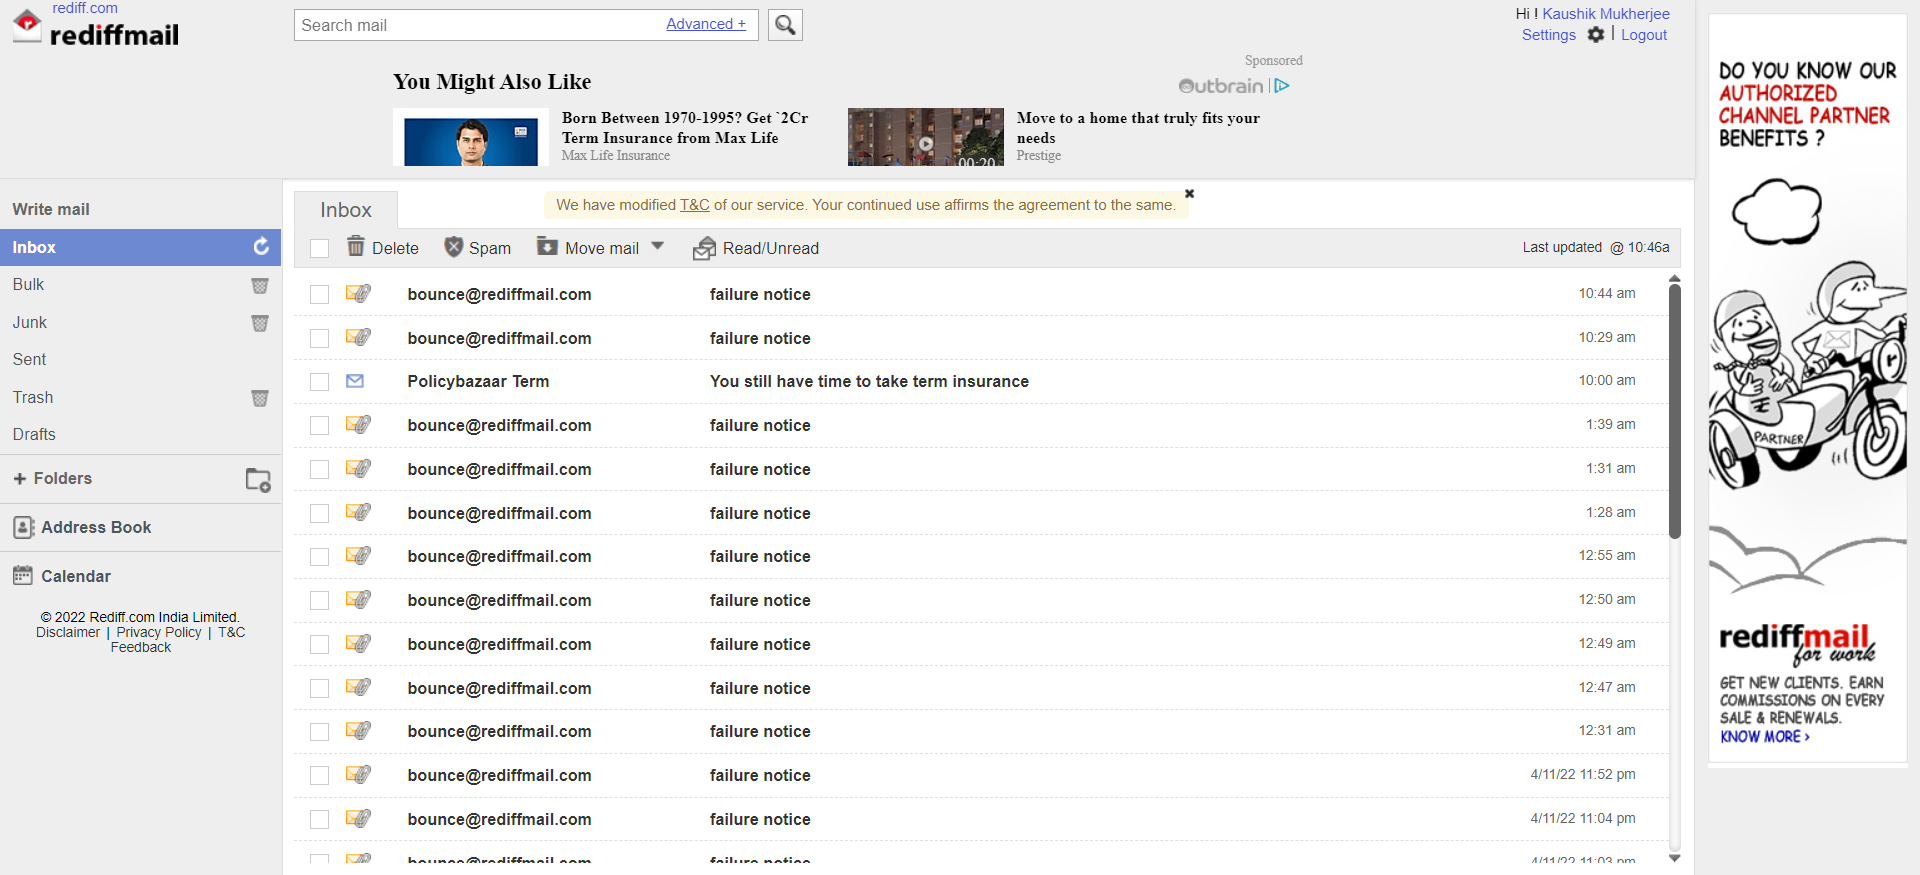 rediff.com
rediffmail
Search mail
Advanced +
Hi ! Kaushik Mukherjee
Settings | Logout
You Might Also Like
Sponsored
Outbrain
Born Between 1970-1995? Get `2Cr
Term Insurance from Max Life
Max Life Insurance
00:20
Move to a home that truly fits your
needs
Prestige
Write mail
Inbox
Bulk
Junk
Sent
Trash
Drafts
+ Folders
Address Book
Calendar
© 2022 Rediff.com India Limited.
Disclaimer | Privacy Policy | T&C
Feedback
Inbox
We have modified T&C of our service. Your continued use affirms the agreement to the same.
Delete Spam Move mail Read/Unread
Last updated @ 10:46a
bounce@rediffmail.com failure notice 10:44 am
bounce@rediffmail.com failure notice 10:29 am
Policybazaar Term You still have time to take term insurance 10:00 am
bounce@rediffmail.com failure notice 1:39 am
bounce@rediffmail.com failure notice 1:31 am
bounce@rediffmail.com failure notice 1:28 am
bounce@rediffmail.com failure notice 12:55 am
bounce@rediffmail.com failure notice 12:50 am
bounce@rediffmail.com failure notice 12:49 am
bounce@rediffmail.com failure notice 12:47 am
bounce@rediffmail.com failure notice 12:31 am
bounce@rediffmail.com failure notice 4/11/22 11:52 pm
bounce@rediffmail.com failure notice 4/11/22 11:04 pm
bounce@rediffmail.com failure notice 4/11/22 11:03 pm
DO YOU KNOW OUR
AUTHORIZED
CHANNEL PARTNER
BENEFITS ?
r
₹
PARTNER
rediffmail
for work
GET NEW CLIENTS. EARN
COMMISSIONS ON EVERY
SALE & RENEWALS.
KNOW MORE >